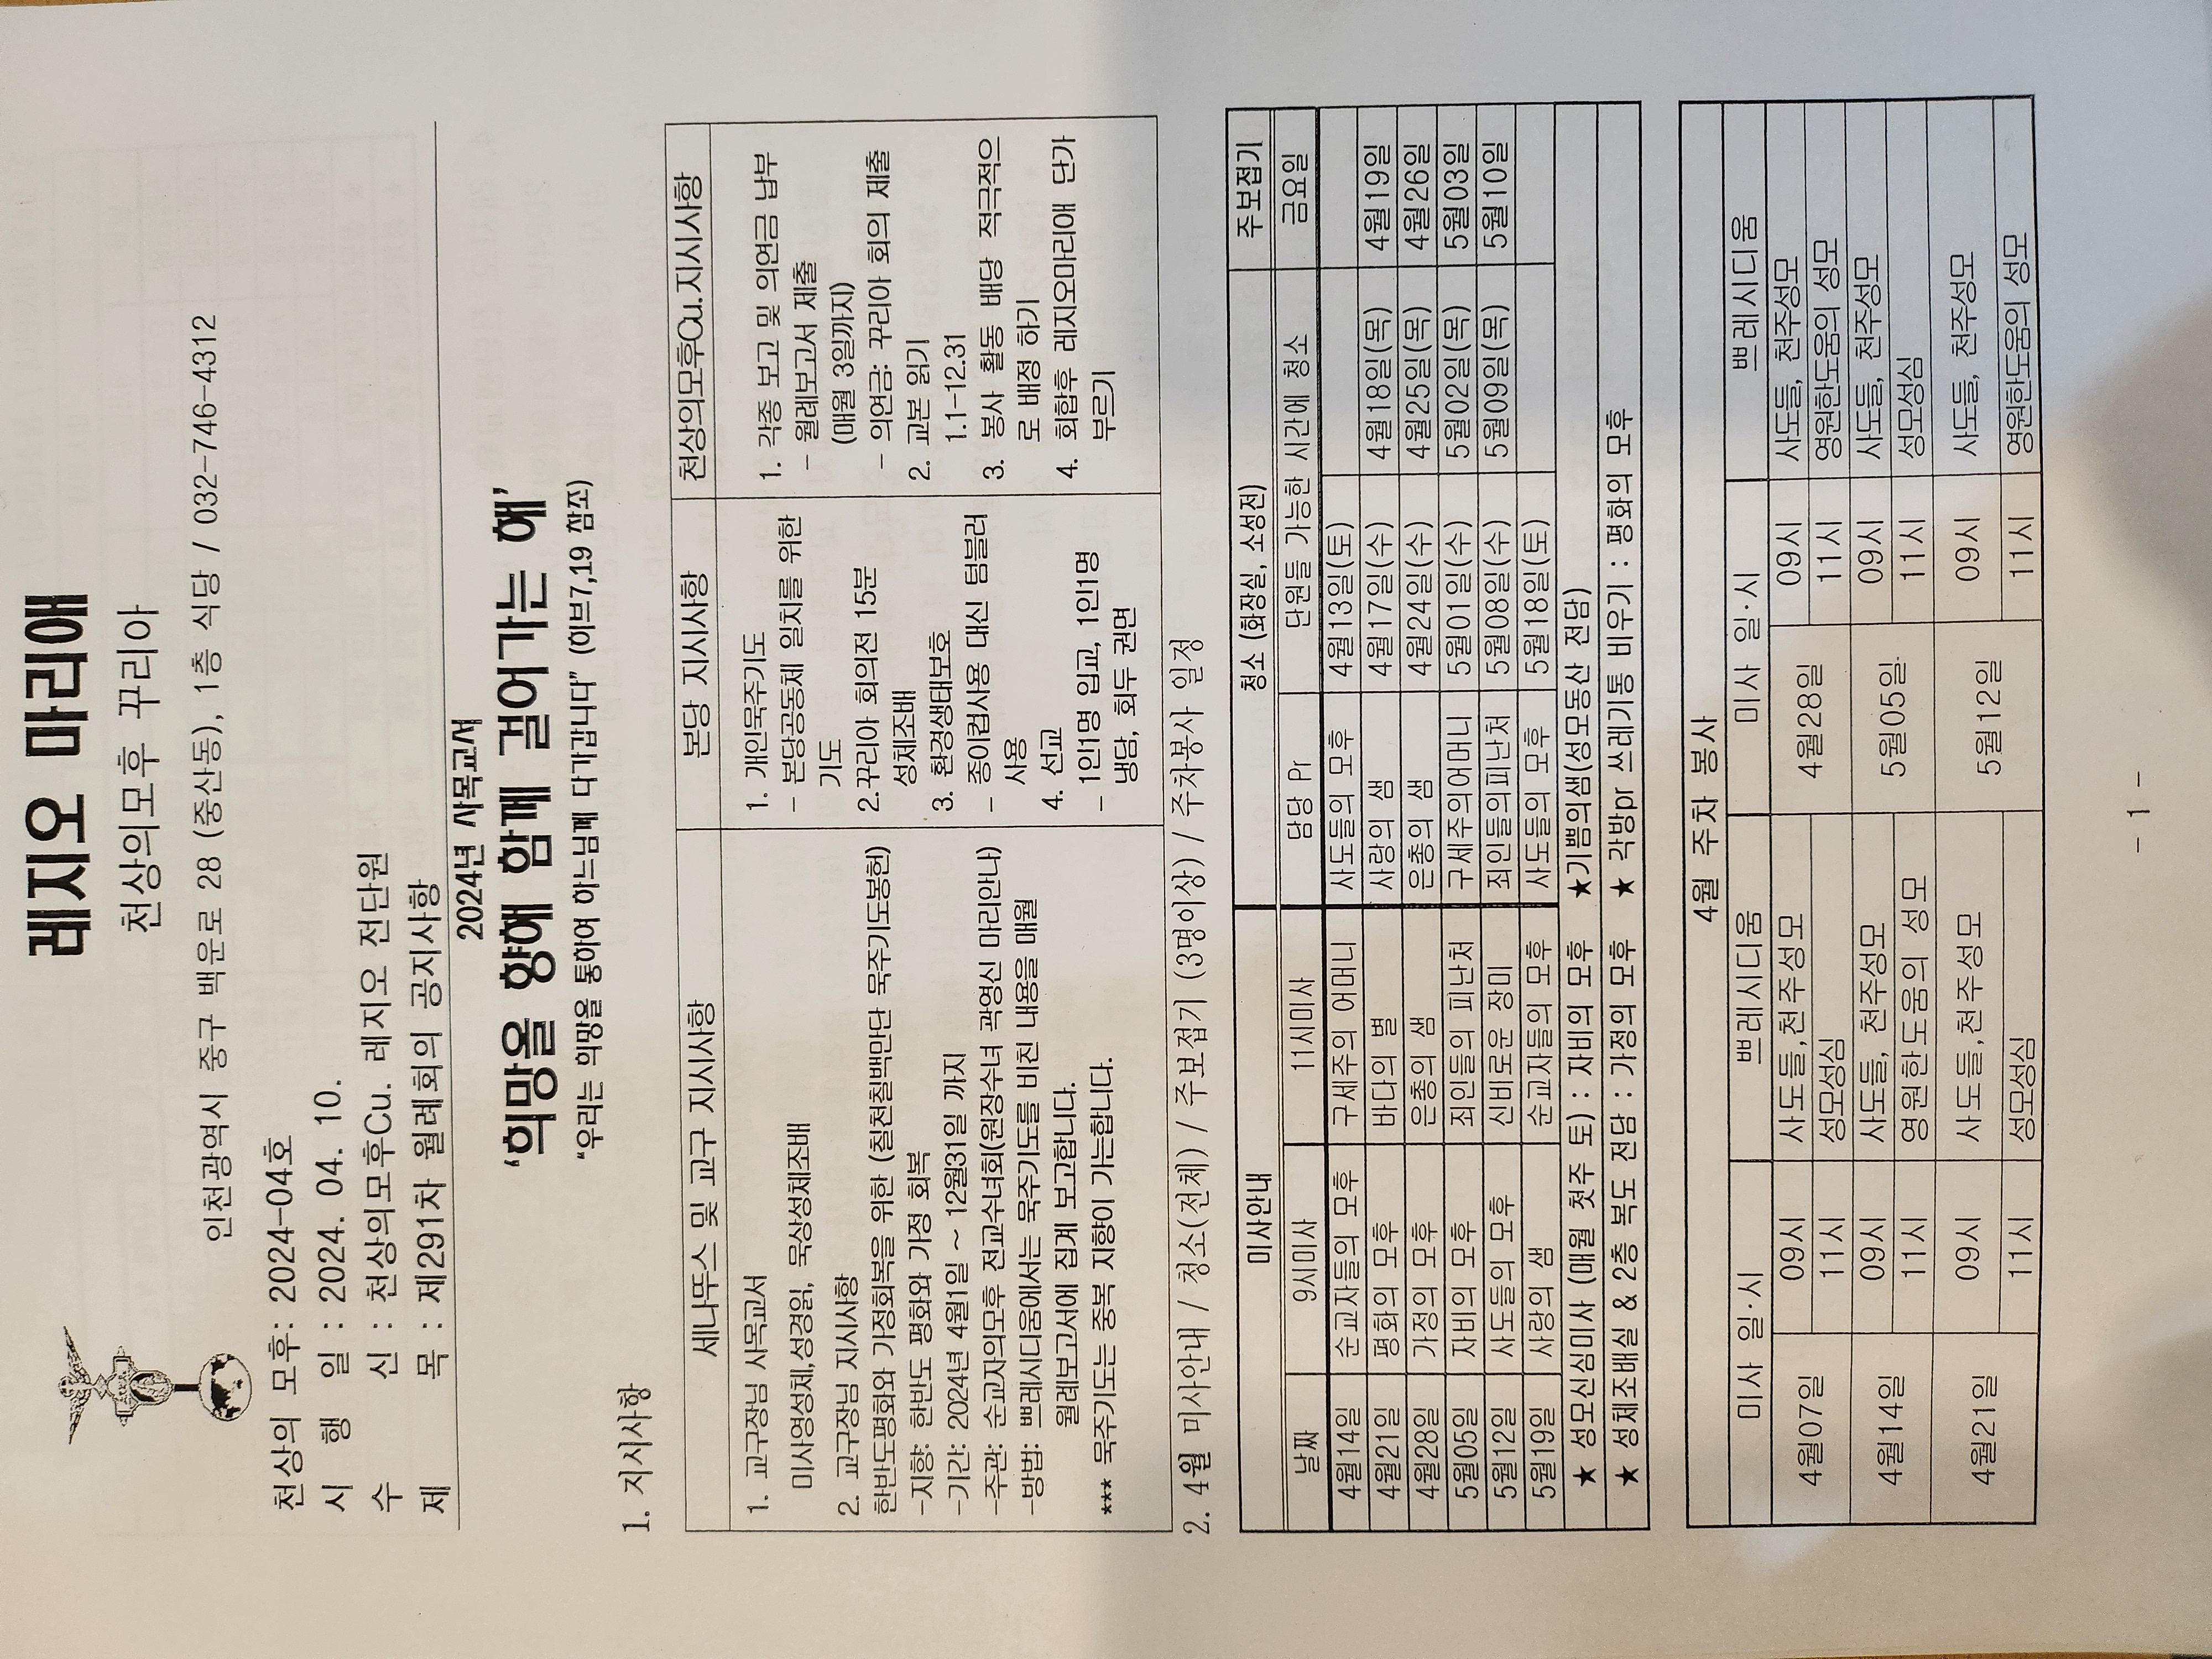 레지오 마리애
천상의모후 꾸리아
인천광역시 중구 백운로 28 (중산동), 1층 식당 / 032-746-4312
천상의 모후: 2024-04호
시 행 일 : 2024. 04. 10.
수 신 : 천상의모후Cu. 레지오 전단원
제 목 : 제291차 월례회의 공지사항
2024년 사목교서
‘희망을 향해 함께 걸어가는 해’
“우리는 희망을 통하여 하느님께 다가갑니다” (히브7,19 참조)
1. 지시사항
세나뚜스 및 교구 지시사항
1. 교구장님 사목교서
미사영성체,성경읽, 묵상성체조배
2. 교구장님 지시사항
한반도평화와 가정회복을 위한 (칠천칠백만단 묵주기도봉헌)
-지향: 한반도 평화와 가정 회복
-기간: 2024년 4월1일 ~ 12월31일 까지
-주관: 순교자의모후 전교수녀회(원장수녀 곽영신 마리안나)
-방법: 쁘레시디움에서는 묵주기도를 비친 내용을 매월
월례보고서에 집계 보고합니다.
*** 묵주기도는 중복 지향이 가능합니다.
본당 지시사항
1. 개인묵주기도
- 본당공동체 일치를 위한
기도
2.꾸리아 회의전 15분
성체조배
3. 환경생태보호
- 종이컵사용 대신 텀블러
사용
4. 선교
- 1인1명 입교, 1인1명
냉담, 회두 권면
천상의모후Cu.지시사항
1. 각종 보고 및 의연금 납부
- 월례보고서 제출
(매월 3일까지)
- 의연금: 꾸리아 회의 제출
2. 교본 읽기
1.1-12.31
3. 봉사 활동 배당 적극적으
로 배정 하기
4. 회합후 레지오마리애 단가
부르기
2. 4월 미사안내 / 청소(전체) / 주보접기 (3명이상) / 주차봉사 일정
미사안내 청소 (화장실, 소성전) 주보접기
날짜 9시미사 11시미사 담당 Pr 단원들 가능한 시간에 청소 금요일
4월14일 순교자들의 모후 구세주의 어머니 사도들의 모후 4월13일(토)
4월21일 평화의 모후 바다의 별 사랑의 샘 4월17일(수) 4월18일(목) 4월19일
4월28일 가정의 모후 은총의 샘 은총의 샘 4월24일(수) 4월25일(목) 4월26일
5월05일 자비의 모후 죄인들의 피난처 구세주의어머니 5월01일(수) 5월02일(목) 5월03일
5월12일 사도들의 모후 신비로운 장미 죄인들의피난처 5월08일(수) 5월09일(목) 5월10일
5월19일 사랑의 샘 순교자들의 모후 사도들의 모후 5월18일(토)
★ 성모신심미사 (매월 첫주 토) : 자비의 모후 ★기쁨의샘(성모동산 전담)
★ 성체조배실 & 2층 복도 전담 : 가정의 모후 ★ 각방pr 쓰레기통 비우기 : 평화의 모후
4월 주차 봉사
미사 일·시 쁘레시디움 미사 일·시 쁘레시디움
4월07일 09시 사도들,천주성모 4월28일 09시 사도들, 천주성모
11시 성모성심 11시 영원한도움의 성모
4월14일 09시 사도들, 천주성모 5월05일 09시 사도들, 천주성모
11시 영원한도움의 성모 11시 성모성심
4월21일 09시 사도들,천주성모 5월12일 09시 사도들, 천주성모
11시 성모성심 11시 영원한도움의 성모
- 1 -